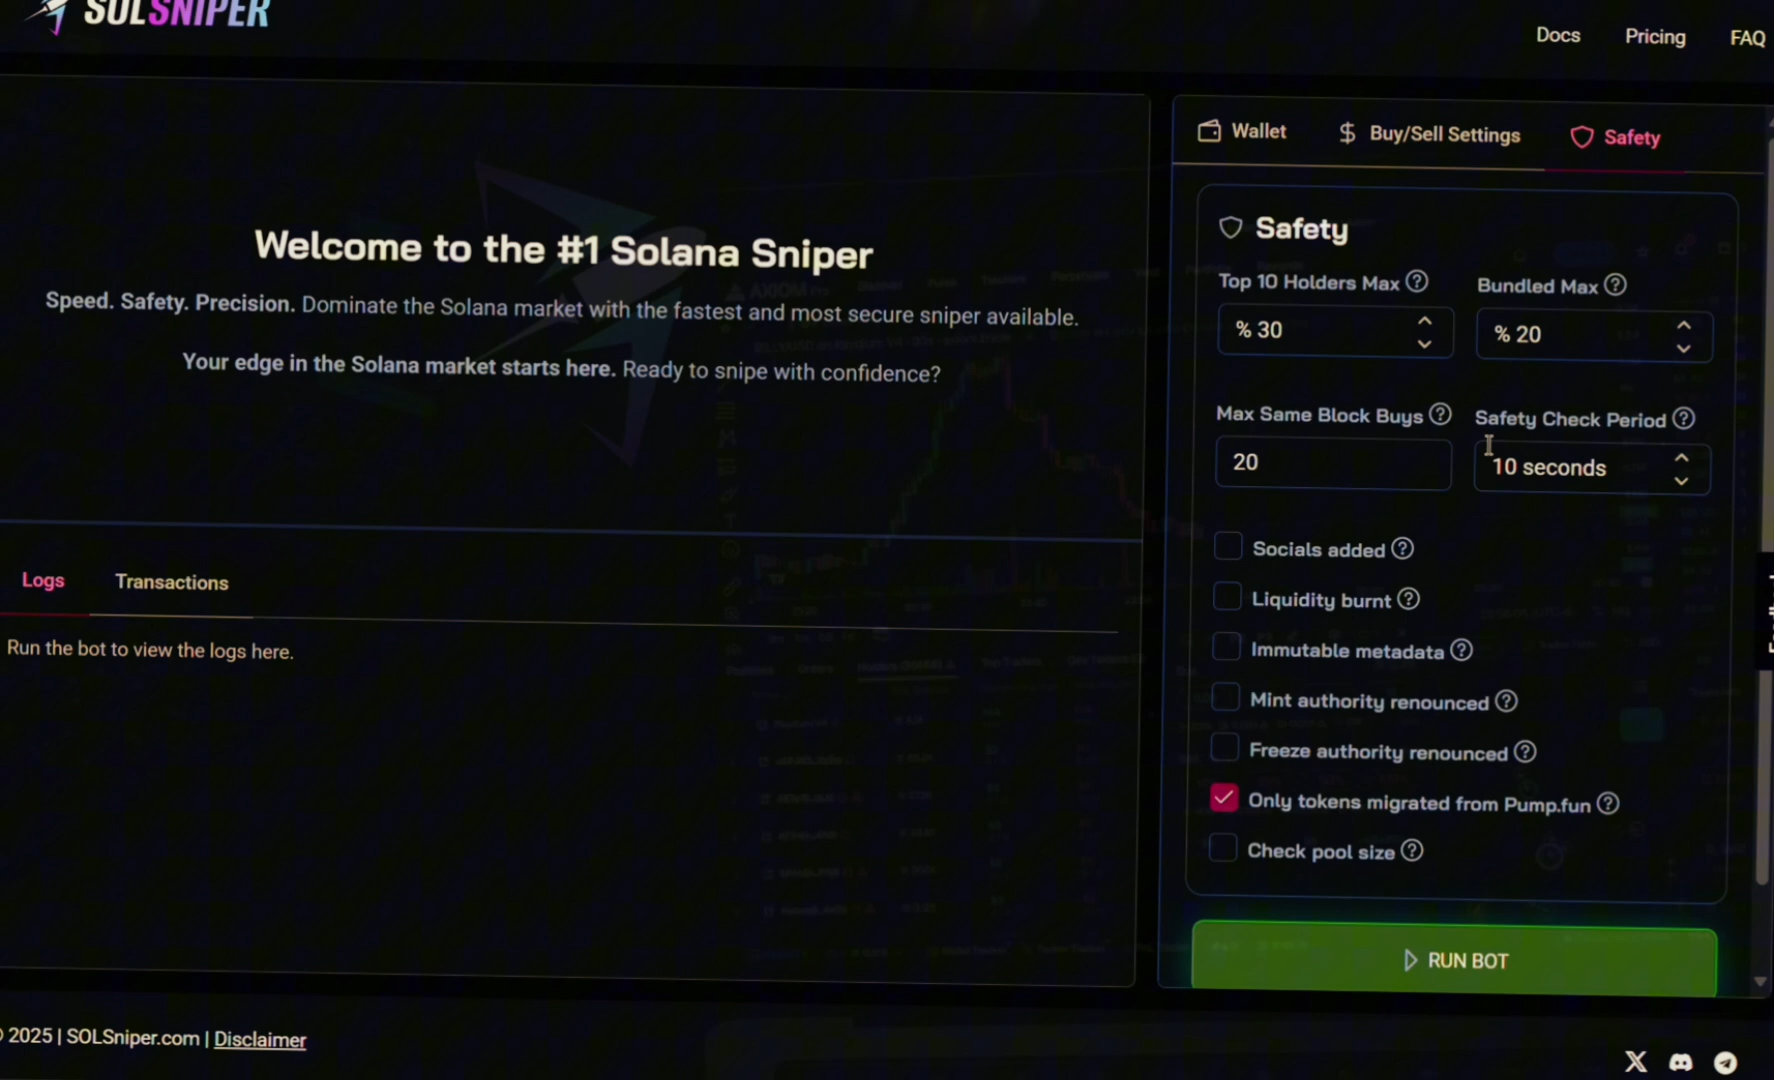 SOLSNIPER
Docs
Pricing
FAQ
Wallet
Buy/Sell Settings
Safety
Welcome to the #1 Solana Sniper
Speed. Safety. Precision. Dominate the Solana market with the fastest and most secure sniper available.
Your edge in the Solana market starts here. Ready to snipe with confidence?
Logs
Transactions
Run the bot to view the logs here.
Safety
Top 10 Holders Max
Bundled Max
% 30
% 20
Max Same Block Buys
Safety Check Period
20
10 seconds
Socials added
Liquidity burnt
Immutable metadata
Mint authority renounced
Freeze authority renounced
Only tokens migrated from Pump.fun
Check pool size
RUN BOT
© 2025 | SOLSniper.com | Disclaimer
AXIOM